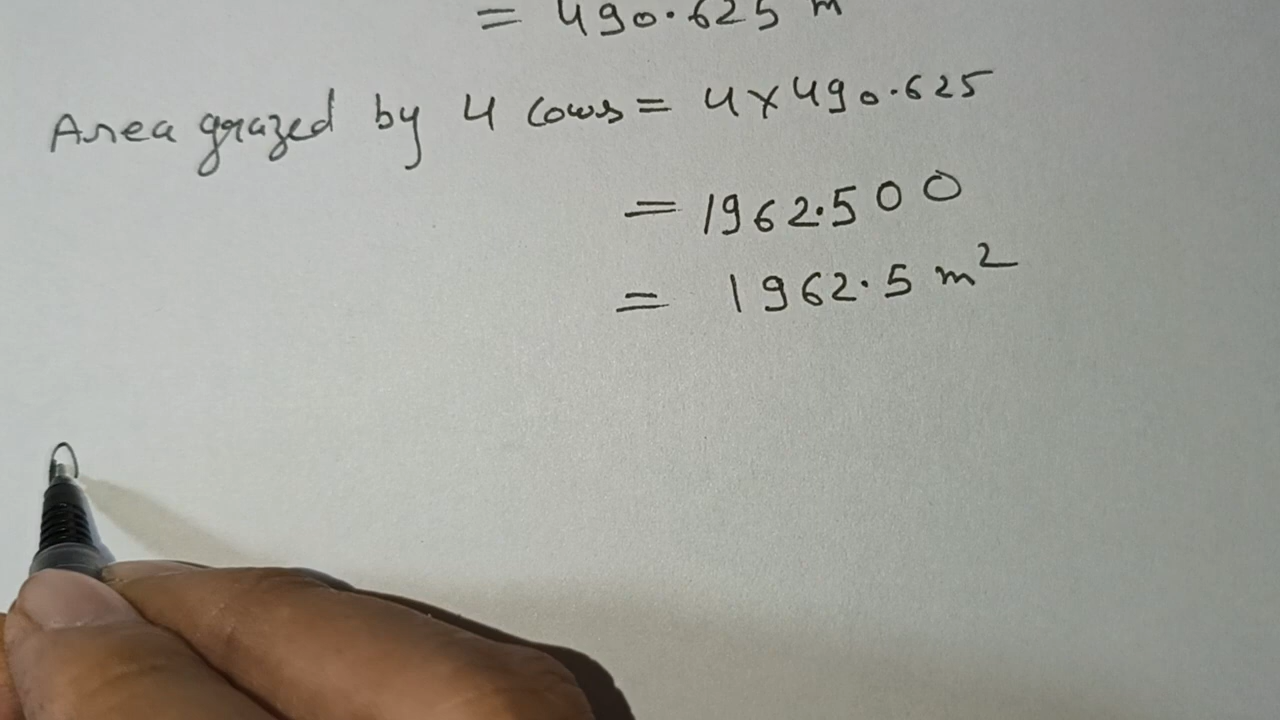 = 490.625 m
Area grazed by 4 cows = 4×490.625
= 1962.500
= 1962.5 m²